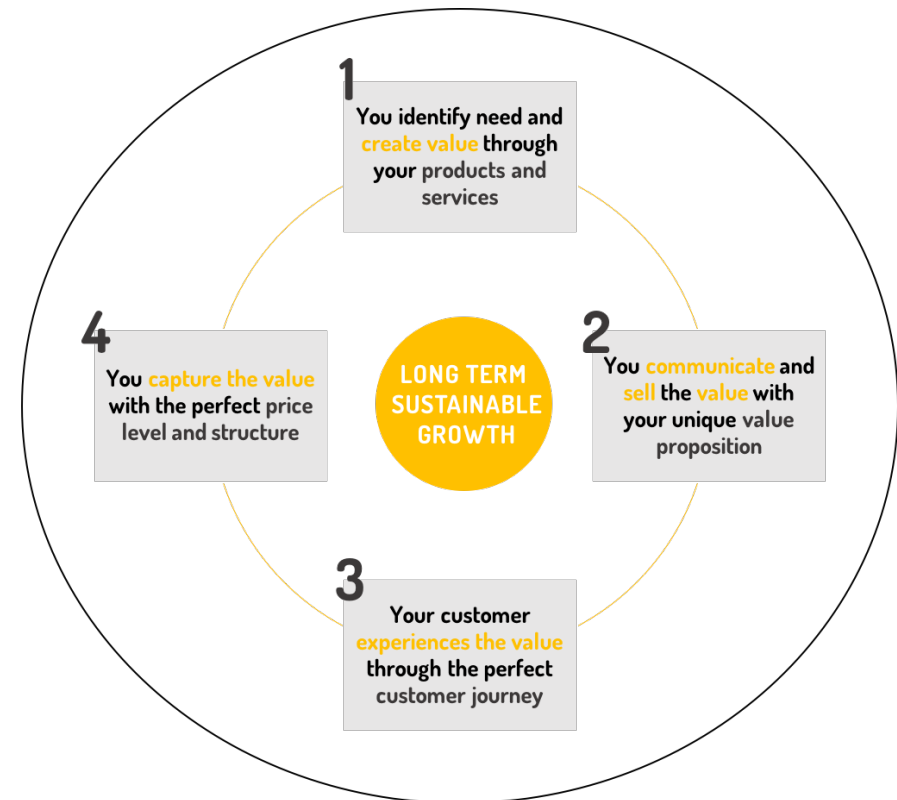 1
You identify need and
create value through
your products and
services
2
You communicate and
sell the value with
your unique value
proposition
3
Your customer
experiences the value
through the perfect
customer journey
4
You capture the value
with the perfect price
level and structure
LONG TERM
SUSTAINABLE
GROWTH